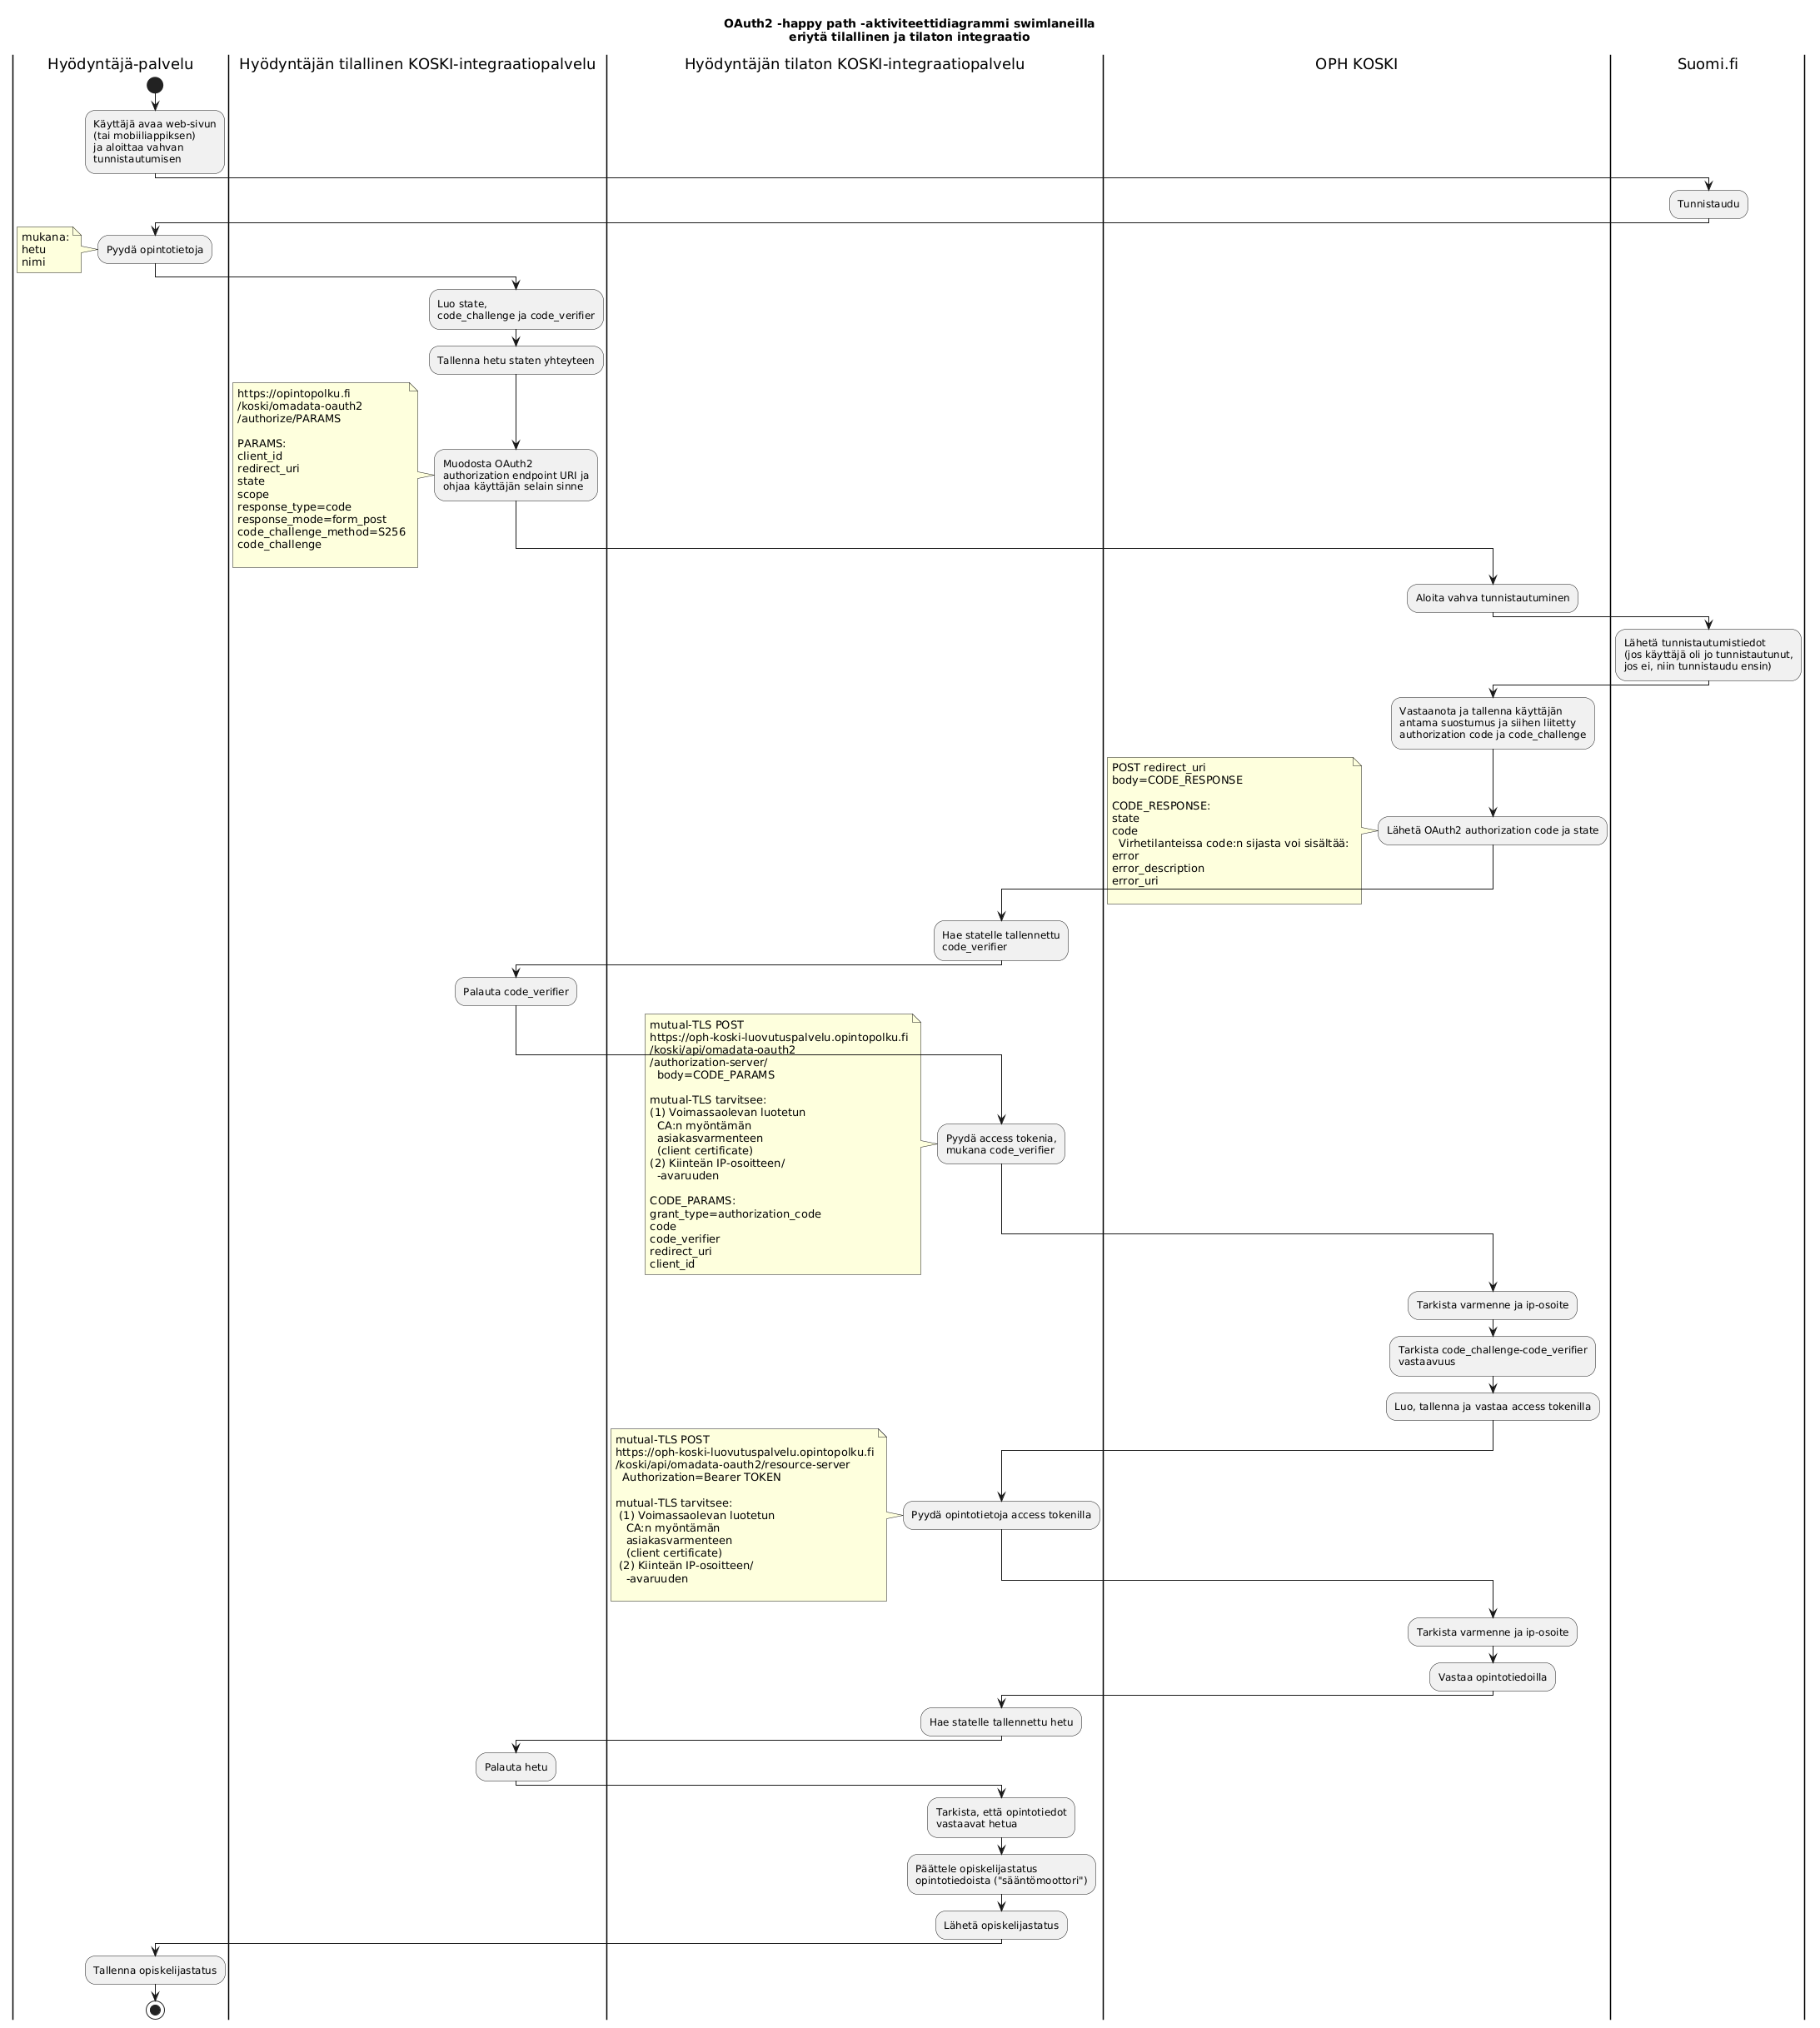 OAuth2 -happy path -aktiviteettidiagrammi swimlaneilla
eriytä tilallinen ja tilaton integraatio
Hyödyntäjä-palvelu
Hyödyntäjän tilallinen KOSKI-integraatiopalvelu
Hyödyntäjän tilaton KOSKI-integraatiopalvelu
OPH KOSKI
Suomi.fi
Käyttäjä avaa web-sivun
(tai mobiiliappiksen)
ja aloittaa vahvan
tunnistautumisen
Tunnistaudu
mukana:
hetu
nimi
Pyydä opintotietoja
Luo state,
code_challenge ja code_verifier
Tallenna hetu staten yhteyteen
https://opintopolku.fi
/koski/omadata-oauth2
/authorize/PARAMS
PARAMS:
client_id
redirect_uri
state
scope
response_type=code
response_mode=form_post
code_challenge_method=S256
code_challenge
Muodosta OAuth2
authorization endpoint URI ja
ohjaa käyttäjän selain sinne
Aloita vahva tunnistautuminen
Lähetä tunnistautumistiedot
(jos käyttäjä oli jo tunnistautunut,
jos ei, niin tunnistaudu ensin)
Vastaanota ja tallenna käyttäjän
antama suostumus ja siihen liitetty
authorization code ja code_challenge
POST redirect_uri
body=CODE_RESPONSE
CODE_RESPONSE:
state
code
Virhetilanteissa code:n sijasta voi sisältää:
error
error_description
error_uri
Lähetä OAuth2 authorization code ja state
Hae statelle tallennettu
code_verifier
Palauta code_verifier
mutual-TLS POST
https://oph-koski-luovutuspalvelu.opintopolku.fi
/koski/api/omadata-oauth2
/authorization-server/
body=CODE_PARAMS
mutual-TLS tarvitsee:
(1) Voimassaolevan luotetun
CA:n myöntämän
asiakasvarmenteen
(client certificate)
(2) Kiinteän IP-osoitteen/
-avaruuden
CODE_PARAMS:
grant_type=authorization_code
code
code_verifier
redirect_uri
client_id
Pyydä access tokenia,
mukana code_verifier
Tarkista varmenne ja ip-osoite
Tarkista code_challenge-code_verifier
vastaavuus
Luo, tallenna ja vastaa access tokenilla
mutual-TLS POST
https://oph-koski-luovutuspalvelu.opintopolku.fi
/koski/api/omadata-oauth2/resource-server
Authorization=Bearer TOKEN
mutual-TLS tarvitsee:
(1) Voimassaolevan luotetun
CA:n myöntämän
asiakasvarmenteen
(client certificate)
(2) Kiinteän IP-osoitteen/
-avaruuden
Pyydä opintotietoja access tokenilla
Tarkista varmenne ja ip-osoite
Vastaa opintotiedoilla
Hae statelle tallennettu hetu
Palauta hetu
Tarkista, että opintotiedot
vastaavat hetua
Päättele opiskelijastatus
opintotiedoista ("sääntömoottori")
Lähetä opiskelijastatus
Tallenna opiskelijastatus